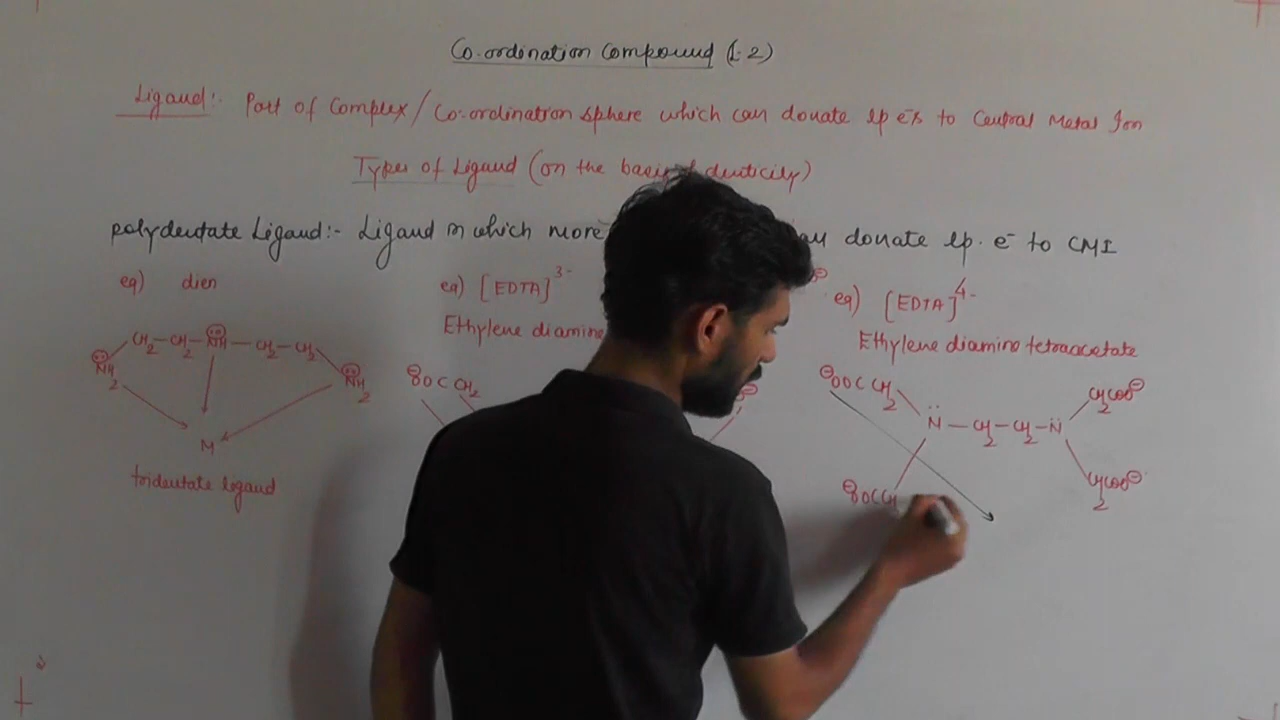 Co-ordination Compound (L-2)
Ligand:- Part of Complex/Co-ordination sphere which can donate lp e⁻s to Central Metal Ion
Types of Ligand (on the basis of denticity)
polydentate Ligand:- Ligand in which more donate lp. e⁻ to CMI
eg) dien
CH₂-CH₂-NH-CH₂-CH₂
NH₂ NH₂
M
tridentate ligand
eg) [EDTA]³⁻
Ethylene diamine
⊖OOC CH₂
eg) [EDTA]⁴⁻
Ethylene diamine tetraacetate
⊖OOC CH₂ CH₂COO⊖
N̈-CH₂-CH₂-N̈
⊖OOC CH CH₂COO⊖